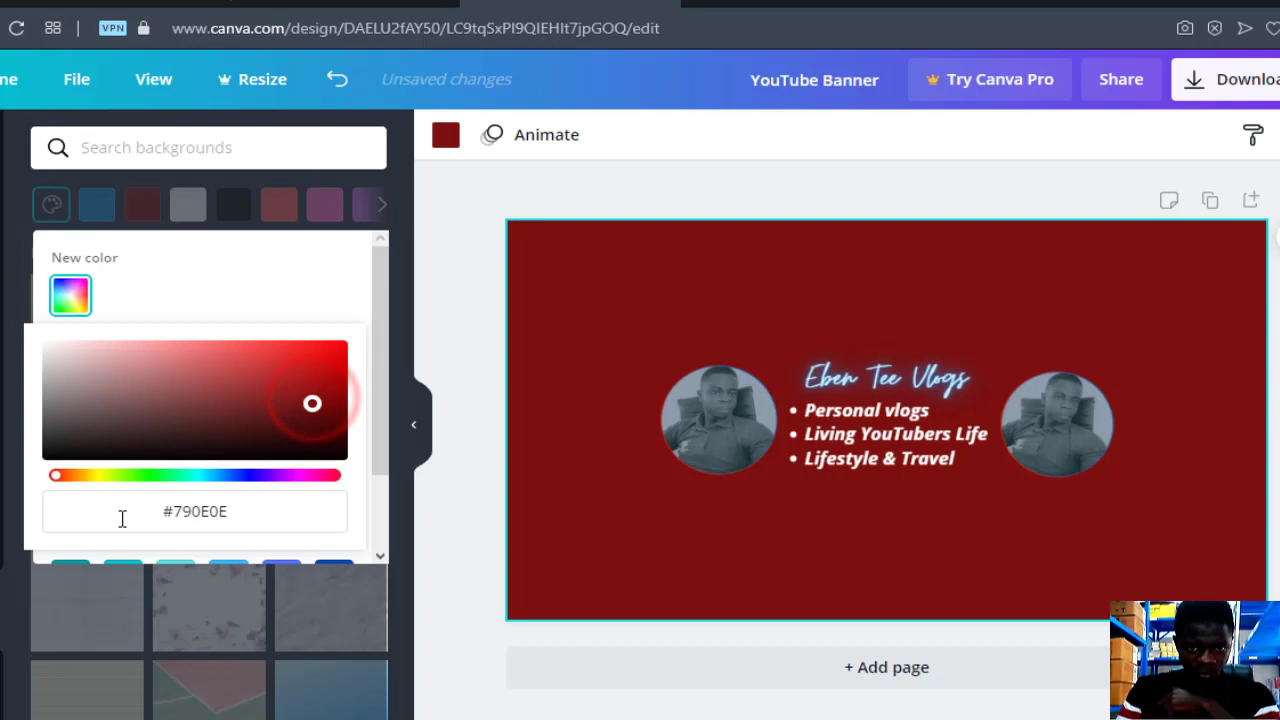 VPN
www.canva.com/design/DAELU2fAY50/LC9tqSxPI9QIEHIt7jpGOQ/edit
File View Resize Unsaved changes YouTube Banner Try Canva Pro Share
Search backgrounds
Animate
New color
#790E0E
Eben Tee Vlogs
• Personal vlogs
• Living YouTubers Life
• Lifestyle & Travel
+ Add page